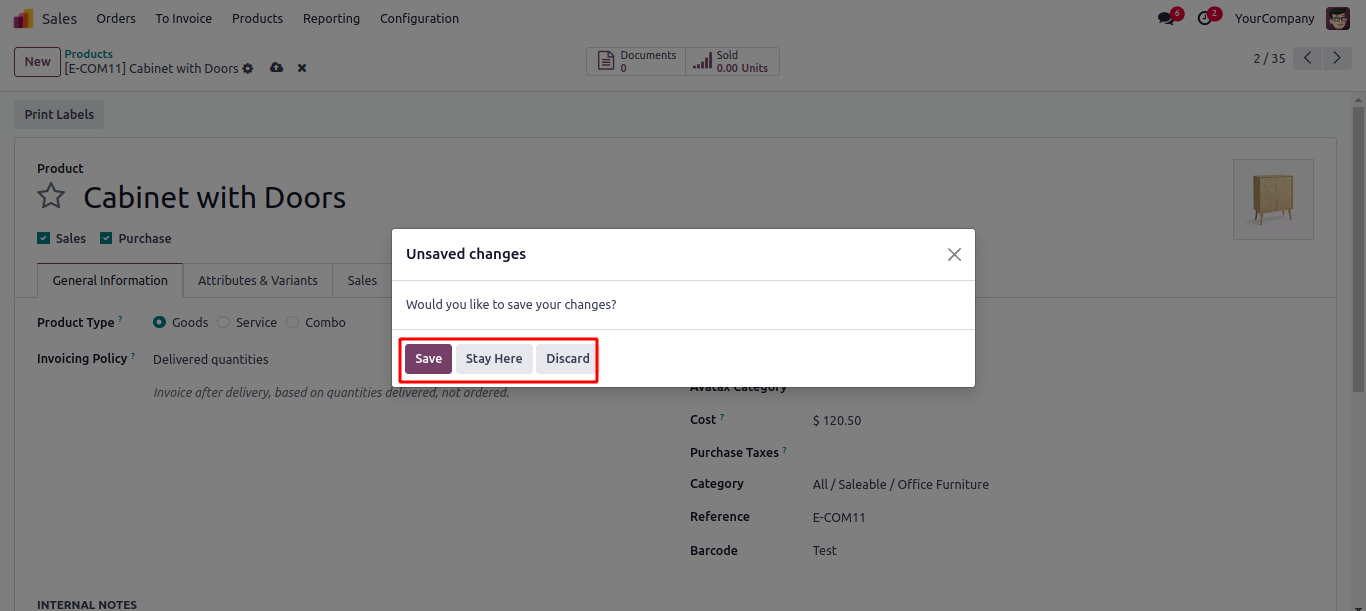 Sales Orders To Invoice Products Reporting Configuration 6 2 YourCompany
New Products
[E-COM11] Cabinet with Doors
Documents
0
Sold
0.00 Units
2 / 35
Print Labels
Product
Cabinet with Doors
Sales Purchase
General Information Attributes & Variants Sales
Product Type ? Goods Service Combo
Invoicing Policy ? Delivered quantities
Invoice after delivery, based on quantities delivered, not ordered.
Unsaved changes
Would you like to save your changes?
Save Stay Here Discard
Avatax Category
Cost ? $ 120.50
Purchase Taxes ?
Category All / Saleable / Office Furniture
Reference E-COM11
Barcode Test
INTERNAL NOTES